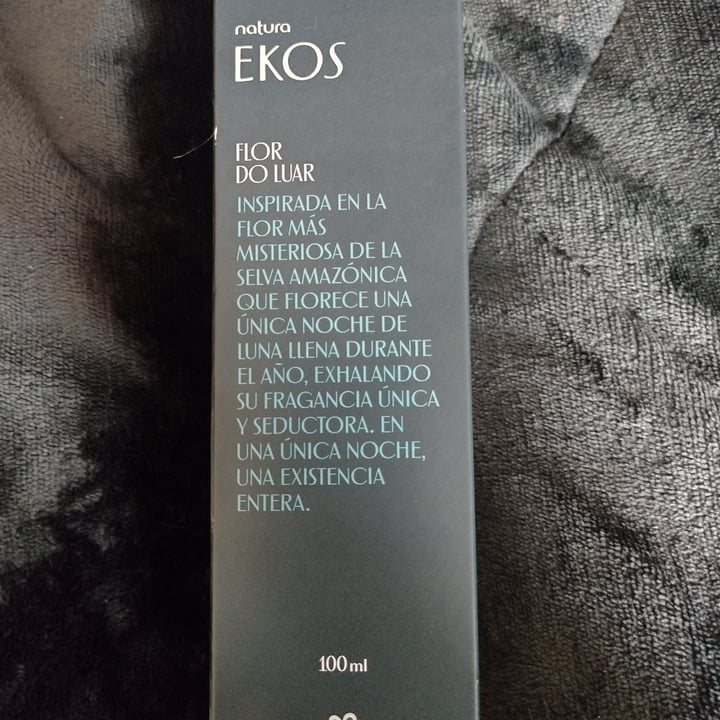 natura
EKOS
FLOR
DO LUAR
INSPIRADA EN LA
FLOR MÁS
MISTERIOSA DE LA
SELVA AMAZÓNICA
QUE FLORECE UNA
ÚNICA NOCHE DE
LUNA LLENA DURANTE
EL AÑO, EXHALANDO
SU FRAGANCIA ÚNICA
Y SEDUCTORA. EN
UNA ÚNICA NOCHE,
UNA EXISTENCIA
ENTERA.
100 ml